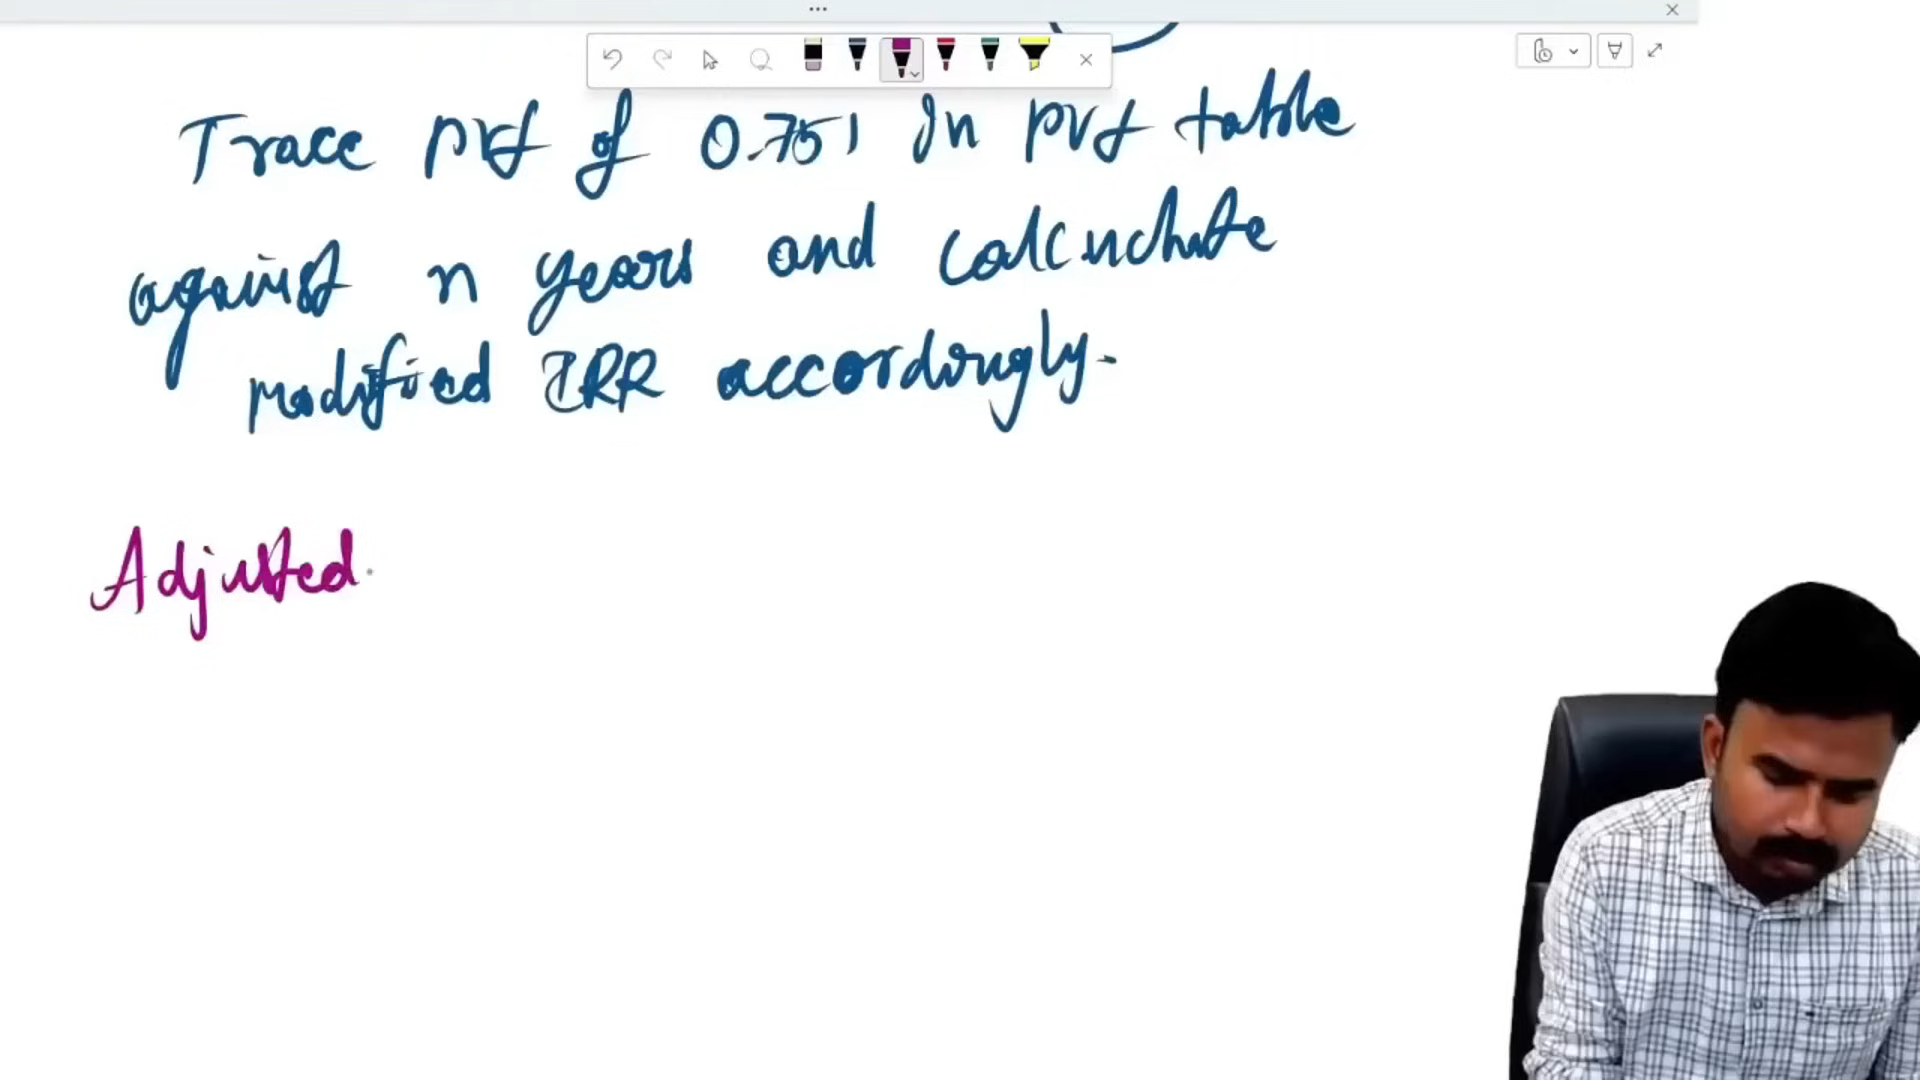 Trace PVf of 0.751 In PVf table
against n years and calculate
modified IRR accordingly.
Adjusted